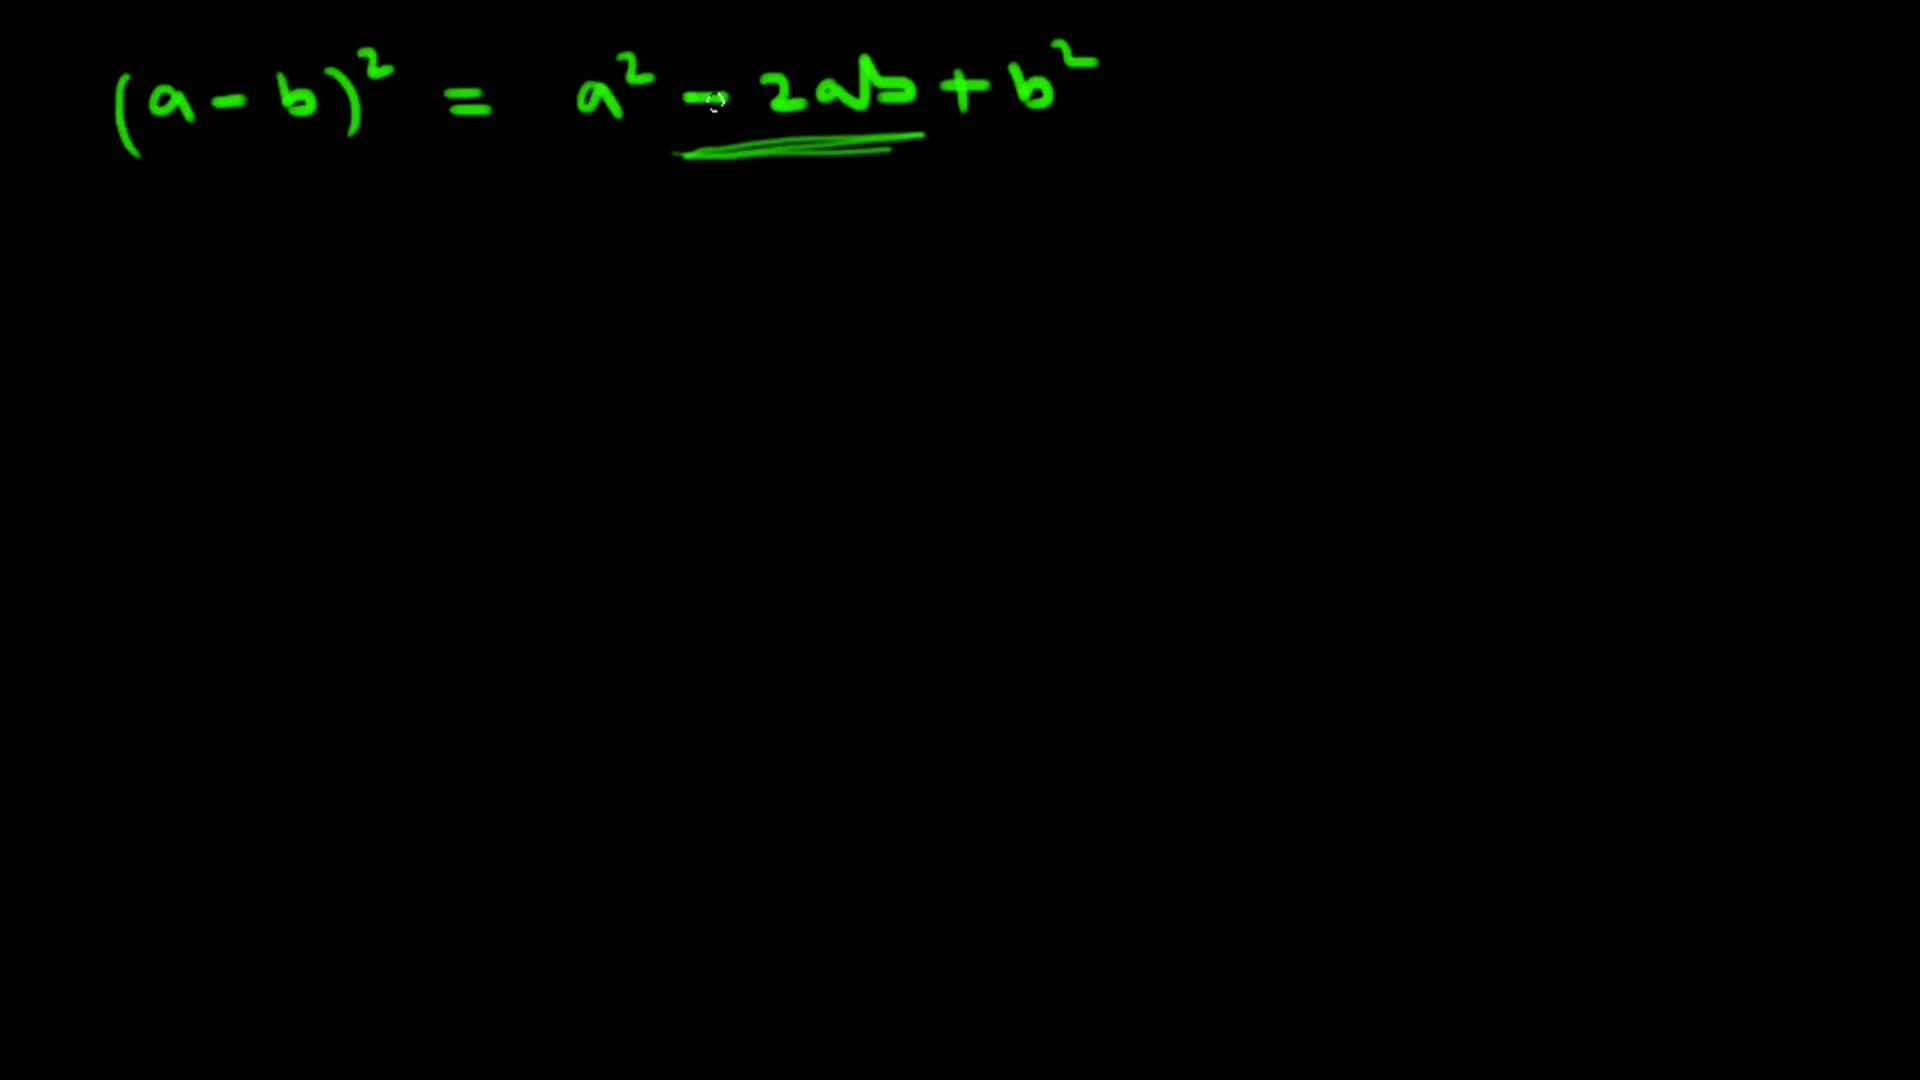 (a - b)² = a² - 2ab + b²